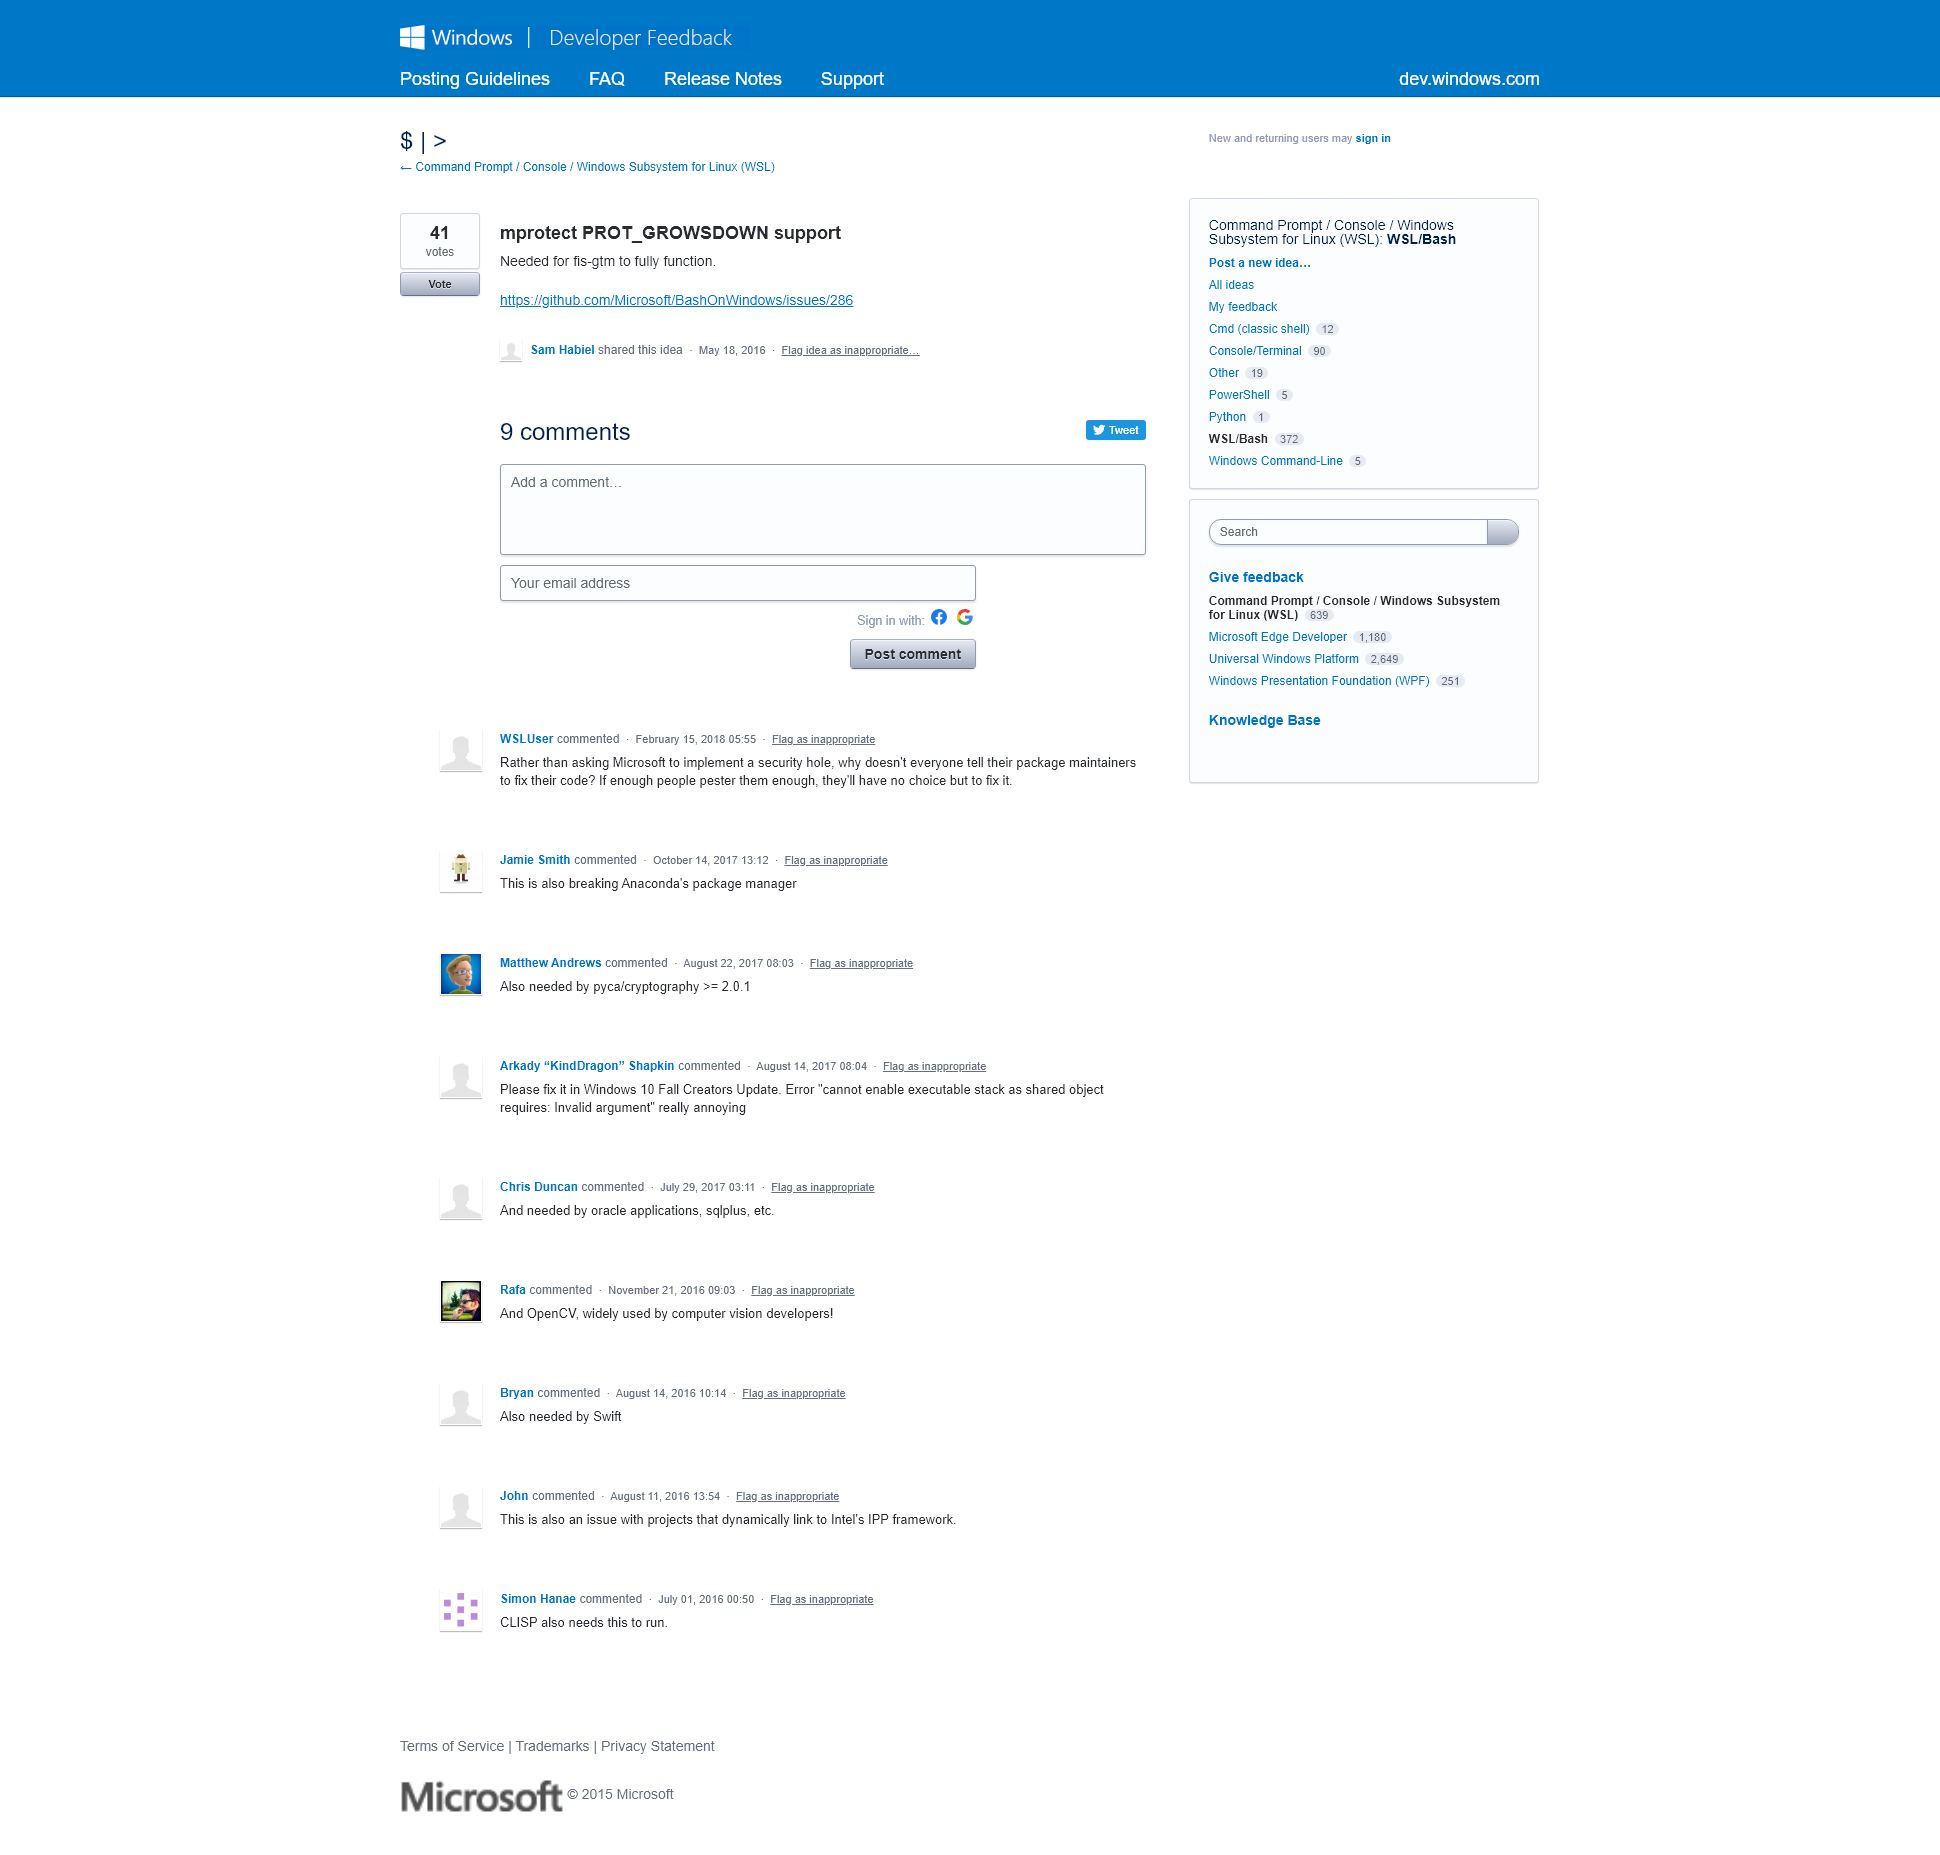 Windows | Developer Feedback
Posting Guidelines FAQ Release Notes Support dev.windows.com
$ | >
← Command Prompt / Console / Windows Subsystem for Linux (WSL)
New and returning users may sign in
41
votes
Vote
mprotect PROT_GROWSDOWN support
Needed for fis-gtm to fully function.
https://github.com/Microsoft/BashOnWindows/issues/286
Sam Habiel shared this idea · May 18, 2016 · Flag idea as inappropriate…
9 comments
Tweet
Add a comment…
Your email address
Sign in with:
Post comment
WSLUser commented · February 15, 2018 05:55 · Flag as inappropriate
Rather than asking Microsoft to implement a security hole, why doesn't everyone tell their package maintainers
to fix their code? If enough people pester them enough, they'll have no choice but to fix it.
Jamie Smith commented · October 14, 2017 13:12 · Flag as inappropriate
This is also breaking Anaconda's package manager
Matthew Andrews commented · August 22, 2017 08:03 · Flag as inappropriate
Also needed by pyca/cryptography >= 2.0.1
Arkady “KindDragon” Shapkin commented · August 14, 2017 08:04 · Flag as inappropriate
Please fix it in Windows 10 Fall Creators Update. Error "cannot enable executable stack as shared object
requires: Invalid argument" really annoying
Chris Duncan commented · July 29, 2017 03:11 · Flag as inappropriate
And needed by oracle applications, sqlplus, etc.
Rafa commented · November 21, 2016 09:03 · Flag as inappropriate
And OpenCV, widely used by computer vision developers!
Bryan commented · August 14, 2016 10:14 · Flag as inappropriate
Also needed by Swift
John commented · August 11, 2016 13:54 · Flag as inappropriate
This is also an issue with projects that dynamically link to Intel's IPP framework.
Simon Hanae commented · July 01, 2016 00:50 · Flag as inappropriate
CLISP also needs this to run.
Command Prompt / Console / Windows
Subsystem for Linux (WSL): WSL/Bash
Post a new idea…
All ideas
My feedback
Cmd (classic shell) 12
Console/Terminal 90
Other 19
PowerShell 5
Python 1
WSL/Bash 372
Windows Command-Line 5
Search
Give feedback
Command Prompt / Console / Windows Subsystem
for Linux (WSL) 639
Microsoft Edge Developer 1,180
Universal Windows Platform 2,649
Windows Presentation Foundation (WPF) 251
Knowledge Base
Terms of Service | Trademarks | Privacy Statement
Microsoft © 2015 Microsoft